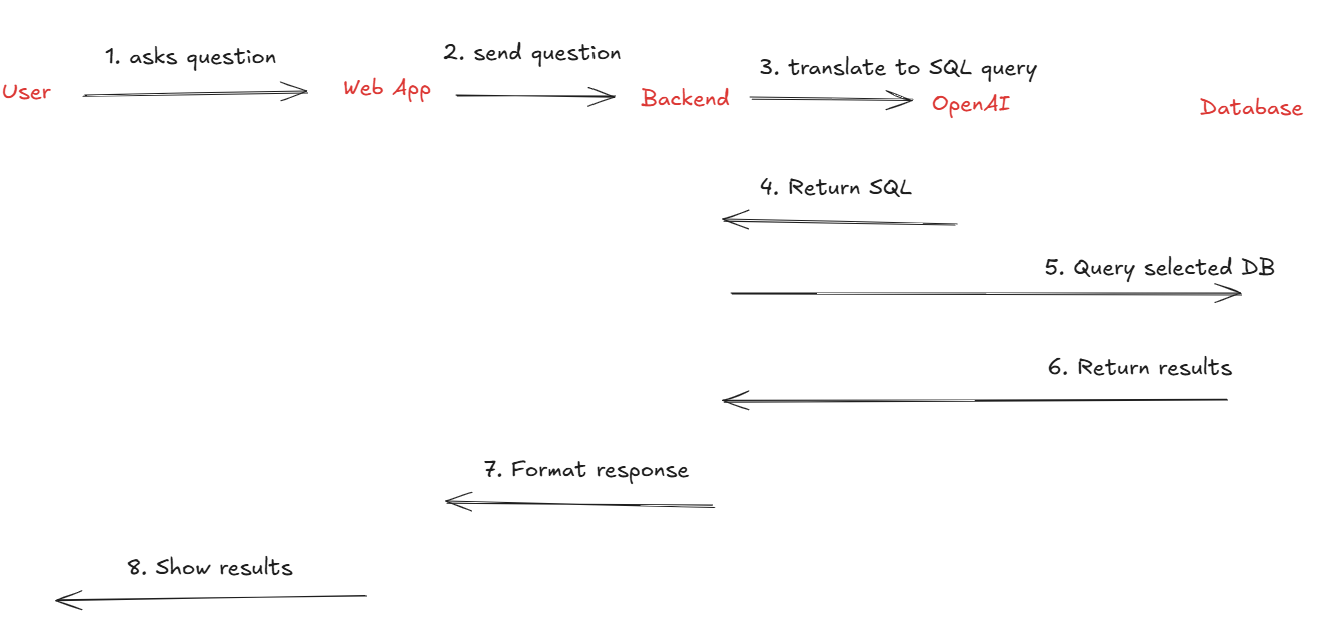 1. asks question
2. send question
3. translate to SQL query
User
Web App
Backend
OpenAI
Database
4. Return SQL
5. Query selected DB
6. Return results
7. Format response
8. Show results